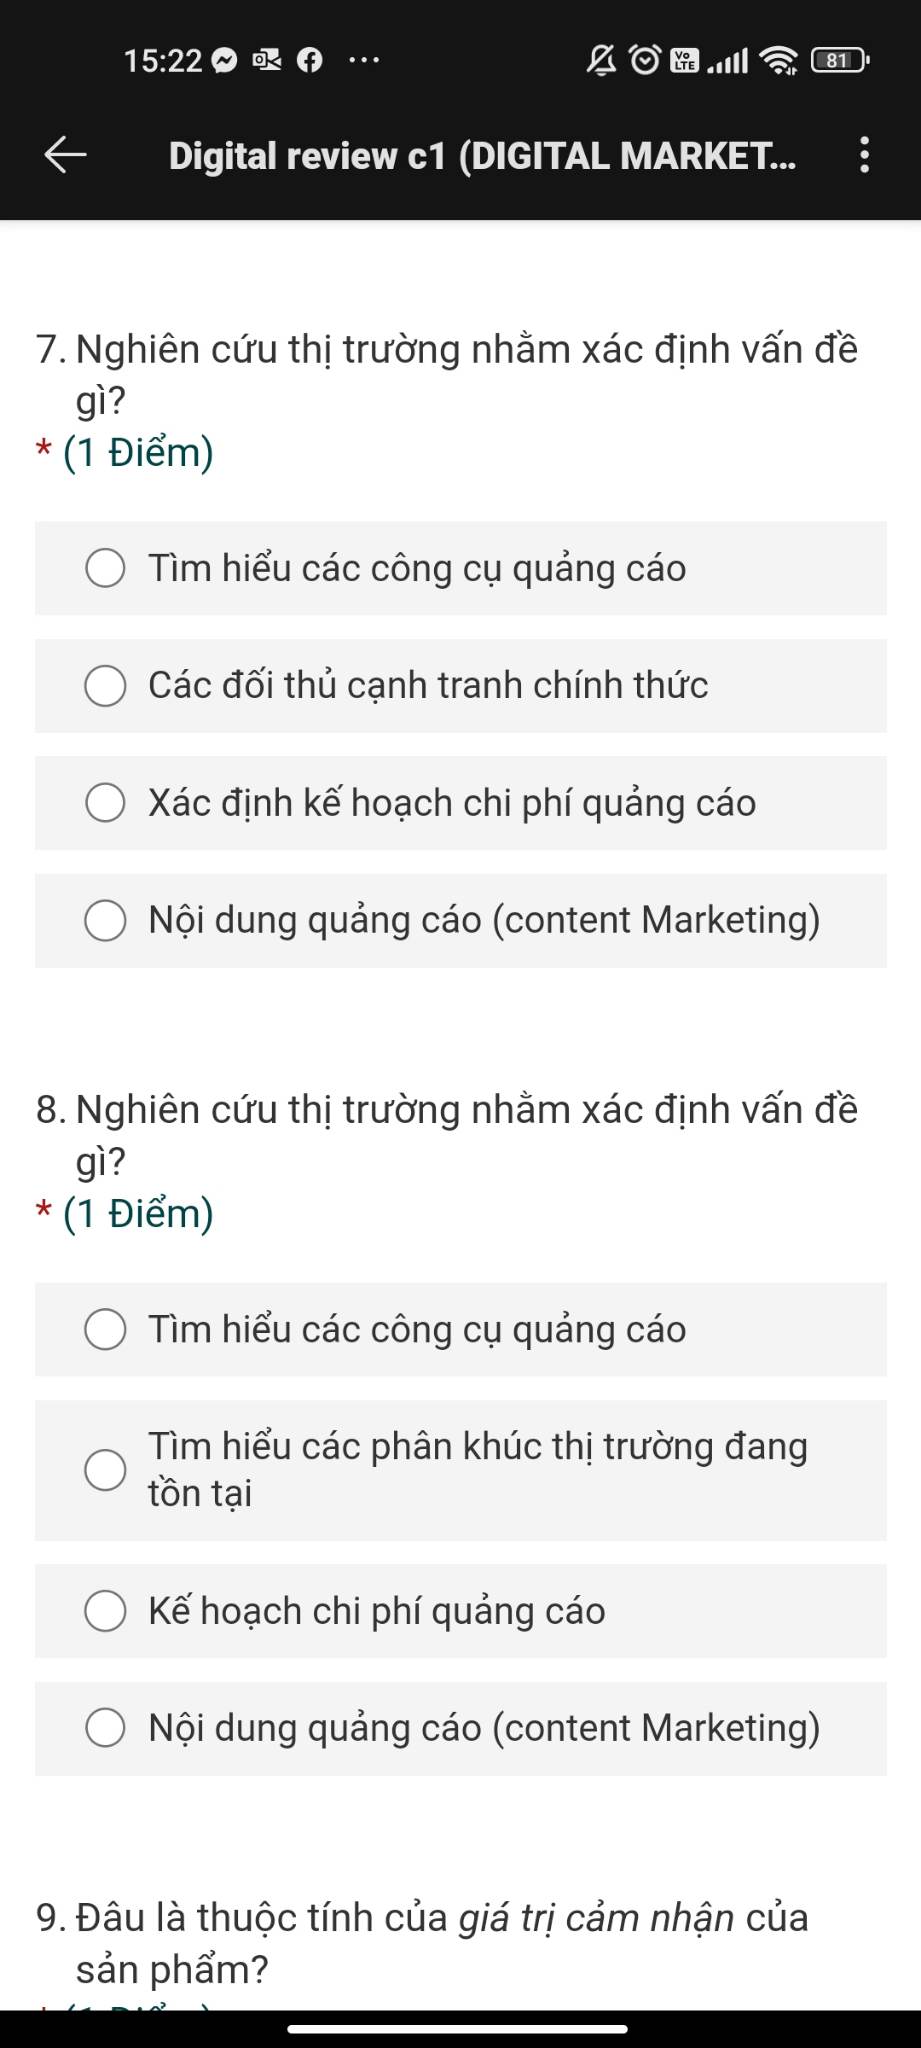 15:22
Vo
LTE
81
Digital review c1 (DIGITAL MARKET...
7. Nghiên cứu thị trường nhằm xác định vấn đề
gì?
* (1 Điểm)
Tìm hiểu các công cụ quảng cáo
Các đối thủ cạnh tranh chính thức
Xác định kế hoạch chi phí quảng cáo
Nội dung quảng cáo (content Marketing)
8. Nghiên cứu thị trường nhằm xác định vấn đề
gì?
* (1 Điểm)
Tìm hiểu các công cụ quảng cáo
Tìm hiểu các phân khúc thị trường đang
tồn tại
Kế hoạch chi phí quảng cáo
Nội dung quảng cáo (content Marketing)
9. Đâu là thuộc tính của giá trị cảm nhận của
sản phẩm?